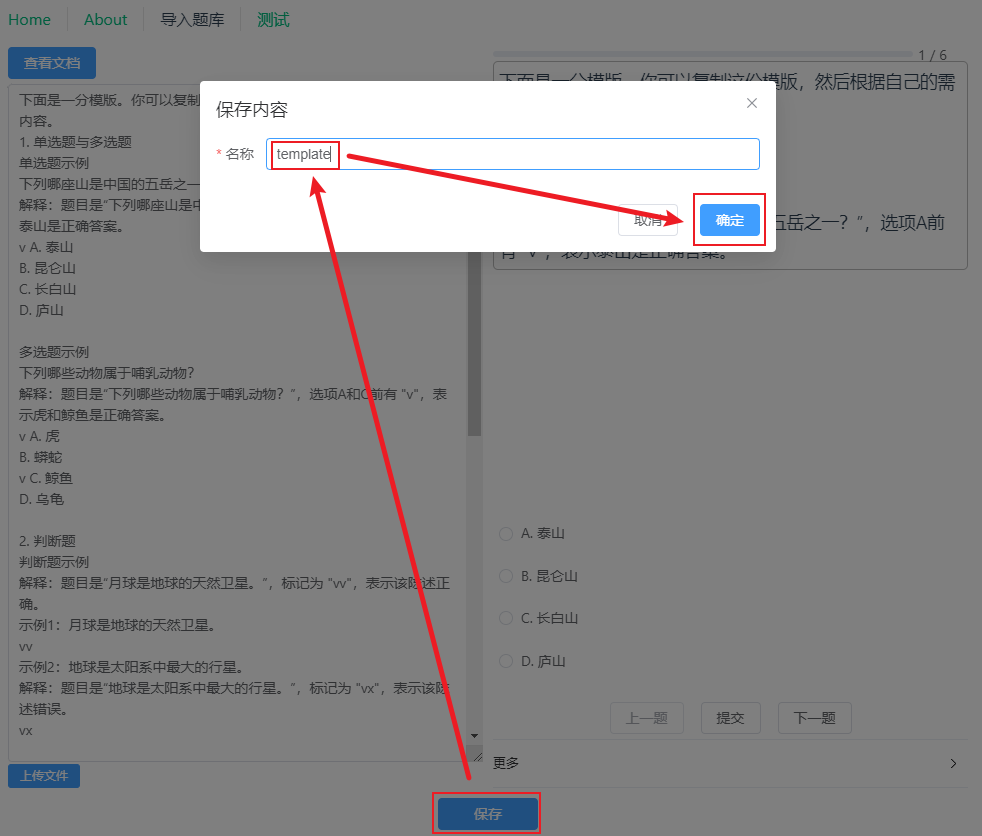 Home About 导入题库 测试
查看文档
下面是一分模版。你可以复制
内容。
1. 单选题与多选题
单选题示例
下列哪座山是中国的五岳之一
解释：题目是“下列哪座山是中
泰山是正确答案。
v A. 泰山
B. 昆仑山
C. 长白山
D. 庐山
多选题示例
下列哪些动物属于哺乳动物？
解释：题目是“下列哪些动物属于哺乳动物？”，选项A和C前有 “v”，表
示虎和鲸鱼是正确答案。
v A. 虎
B. 蟒蛇
v C. 鲸鱼
D. 乌龟
2. 判断题
判断题示例
解释：题目是“月球是地球的天然卫星。”，标记为 “vv”，表示该陈述正
确。
示例1：月球是地球的天然卫星。
vv
示例2：地球是太阳系中最大的行星。
解释：题目是“地球是太阳系中最大的行星。”，标记为 “vx”，表示该陈
述错误。
vx
上传文件
保存内容
* 名称 template
取消 确定
1 / 6
下面是一分模版。你可以复制这份模版，然后根据自己的需
五岳之一？”，选项A前
有 “v”，表示泰山是正确答案。
A. 泰山
B. 昆仑山
C. 长白山
D. 庐山
上一题 提交 下一题
更多
保存